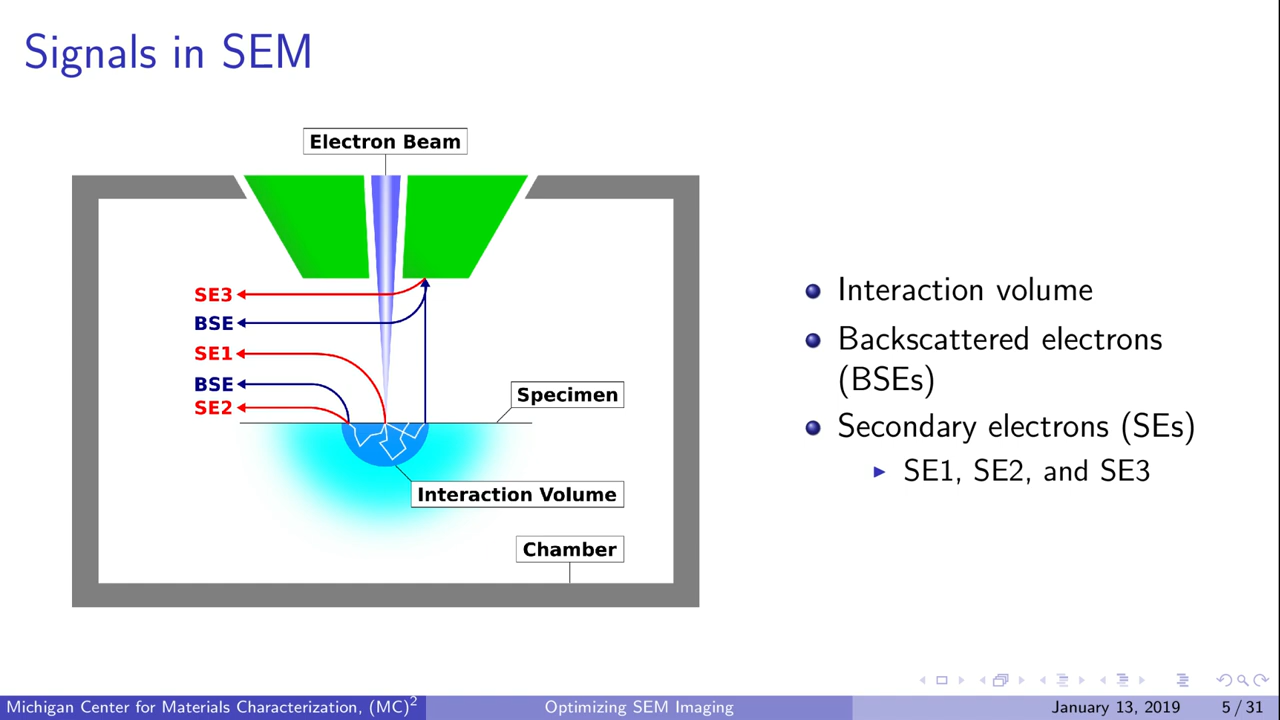 Signals in SEM
Electron Beam
SE3
BSE
SE1
BSE
SE2
Specimen
Interaction Volume
Chamber
Interaction volume
Backscattered electrons
(BSEs)
Secondary electrons (SEs)
SE1, SE2, and SE3
Michigan Center for Materials Characterization, (MC)²
Optimizing SEM Imaging
January 13, 2019
5 / 31